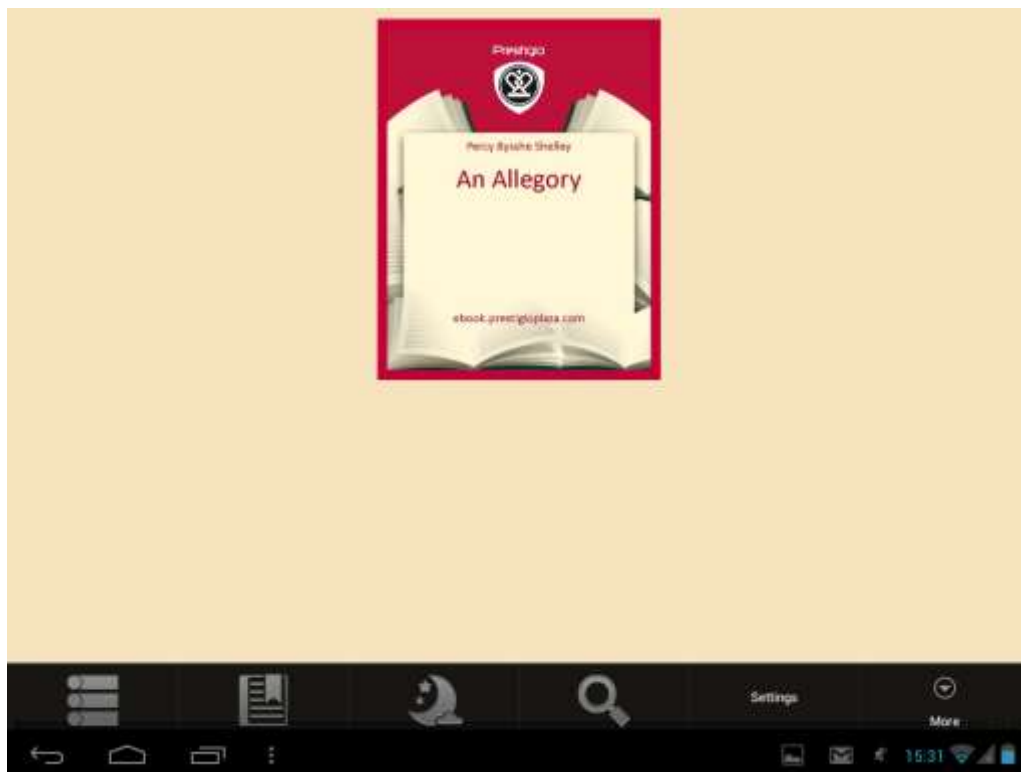 Prestigio
Percy Bysshe Shelley
An Allegory
ebook.prestigioplaza.com
Settings
More
15:31